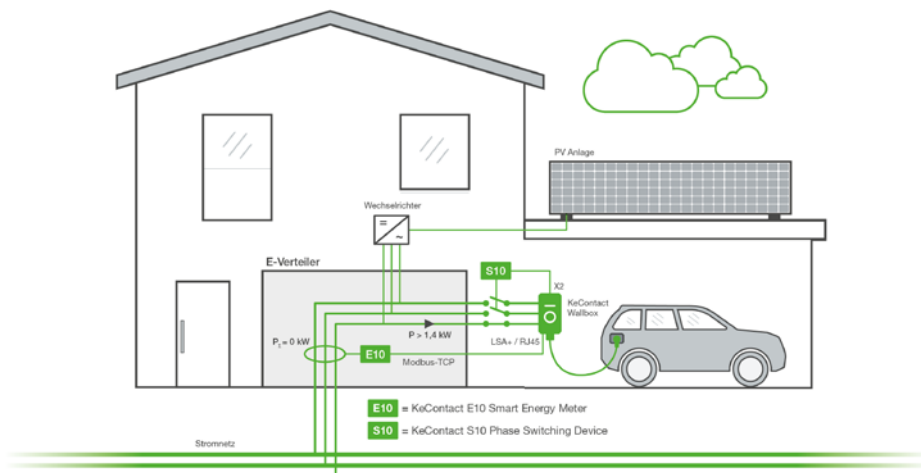 PV Anlage
Wechselrichter
=
~
E-Verteiler
S10
X2
KeContact
Wallbox
P > 1,4 kW
LSA+ / RJ45
Pₜ = 0 kW
E10
Modbus-TCP
E10 = KeContact E10 Smart Energy Meter
S10 = KeContact S10 Phase Switching Device
Stromnetz